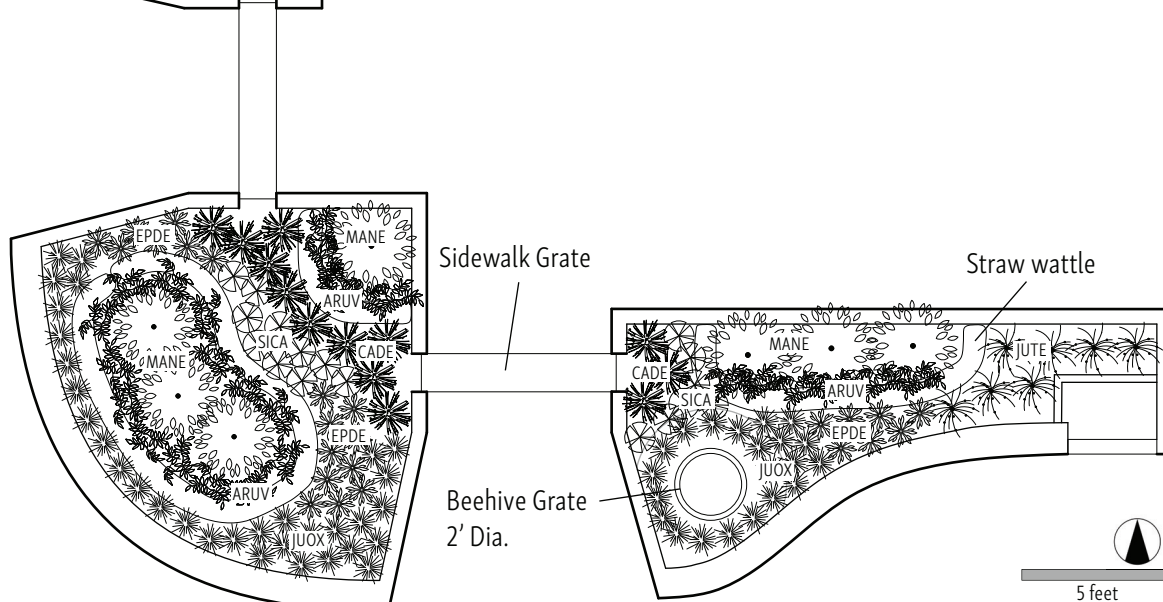 EPDE
MANE
ARUV
SICA
CADE
MANE
EPDE
ARUV
JUOX
Sidewalk Grate
Straw wattle
MANE
JUTE
CADE
SICA
ARUV
EPDE
JUOX
Beehive Grate
2' Dia.
5 feet